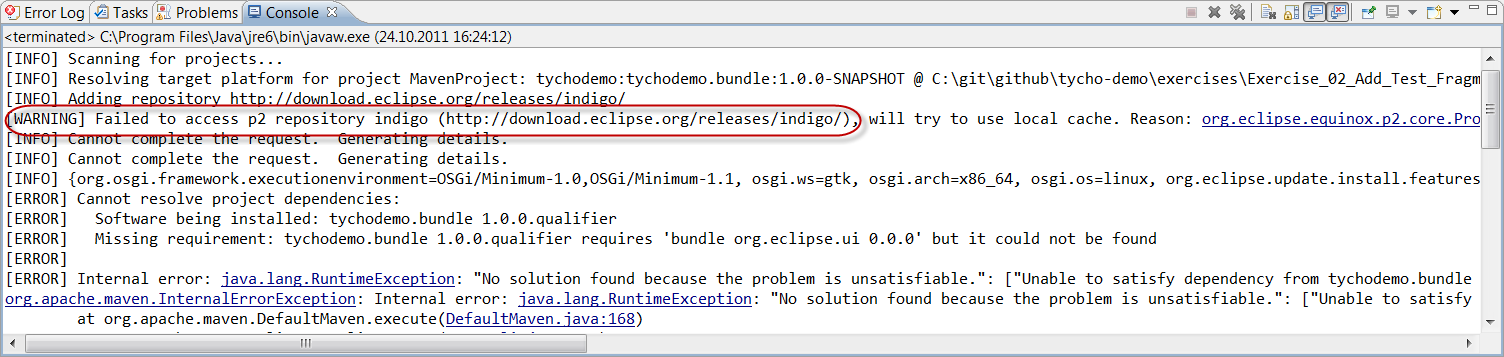 Error Log Tasks Problems Console
<terminated> C:\Program Files\Java\jre6\bin\javaw.exe (24.10.2011 16:24:12)
[INFO] Scanning for projects...
[INFO] Resolving target platform for project MavenProject: tychodemo:tychodemo.bundle:1.0.0-SNAPSHOT @ C:\git\github\tycho-demo\exercises\Exercise_02_Add_Test_Fragm
[INFO] Adding repository http://download.eclipse.org/releases/indigo/
[WARNING] Failed to access p2 repository indigo (http://download.eclipse.org/releases/indigo/), will try to use local cache. Reason: org.eclipse.equinox.p2.core.Pro
[INFO] Cannot complete the request.  Generating details.
[INFO] Cannot complete the request.  Generating details.
[INFO] {org.osgi.framework.executionenvironment=OSGi/Minimum-1.0,OSGi/Minimum-1.1, osgi.ws=gtk, osgi.arch=x86_64, osgi.os=linux, org.eclipse.update.install.features
[ERROR] Cannot resolve project dependencies:
[ERROR]   Software being installed: tychodemo.bundle 1.0.0.qualifier
[ERROR]   Missing requirement: tychodemo.bundle 1.0.0.qualifier requires 'bundle org.eclipse.ui 0.0.0' but it could not be found
[ERROR]
[ERROR] Internal error: java.lang.RuntimeException: "No solution found because the problem is unsatisfiable.": ["Unable to satisfy dependency from tychodemo.bundle
org.apache.maven.InternalErrorException: Internal error: java.lang.RuntimeException: "No solution found because the problem is unsatisfiable.": ["Unable to satisfy
at org.apache.maven.DefaultMaven.execute(DefaultMaven.java:168)